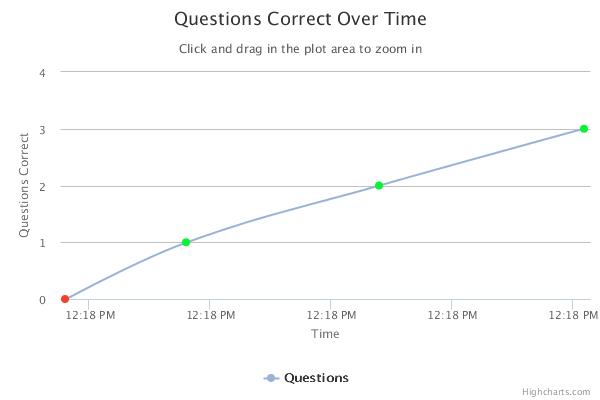 Questions Correct Over Time
Click and drag in the plot area to zoom in
Questions Correct
4
3
2
1
0
12:18 PM 12:18 PM 12:18 PM 12:18 PM 12:18 PM
Time
Questions
Highcharts.com